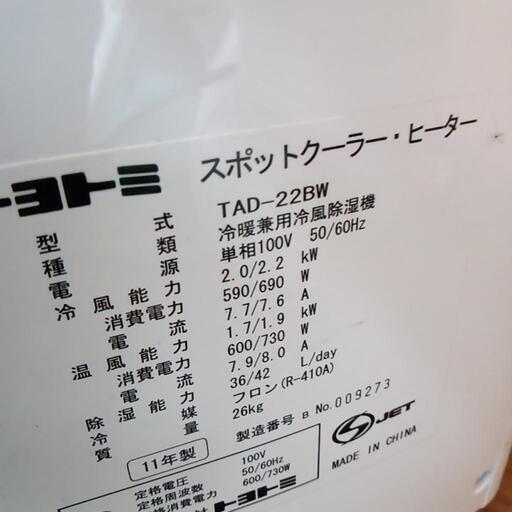 トヨトミ スポットクーラー・ヒーター
型 式 TAD-22BW
種 類 冷暖兼用冷風除湿機
電 源 単相100V 50/60Hz
冷風能力 2.0/2.2 kW
消費電力 590/690 W
電 流 7.7/7.6 A
温風能力 1.7/1.9 kW
消費電力 600/730 W
電 流 7.9/8.0 A
除湿能力 36/42 L/day
冷 媒 フロン(R-410A)
質 量 26kg
11年製 製造番号 B No.009273
JET
MADE IN CHINA
定格電圧 100V
定格周波数 50/60Hz
定格消費電力 600/730W
トヨトミ